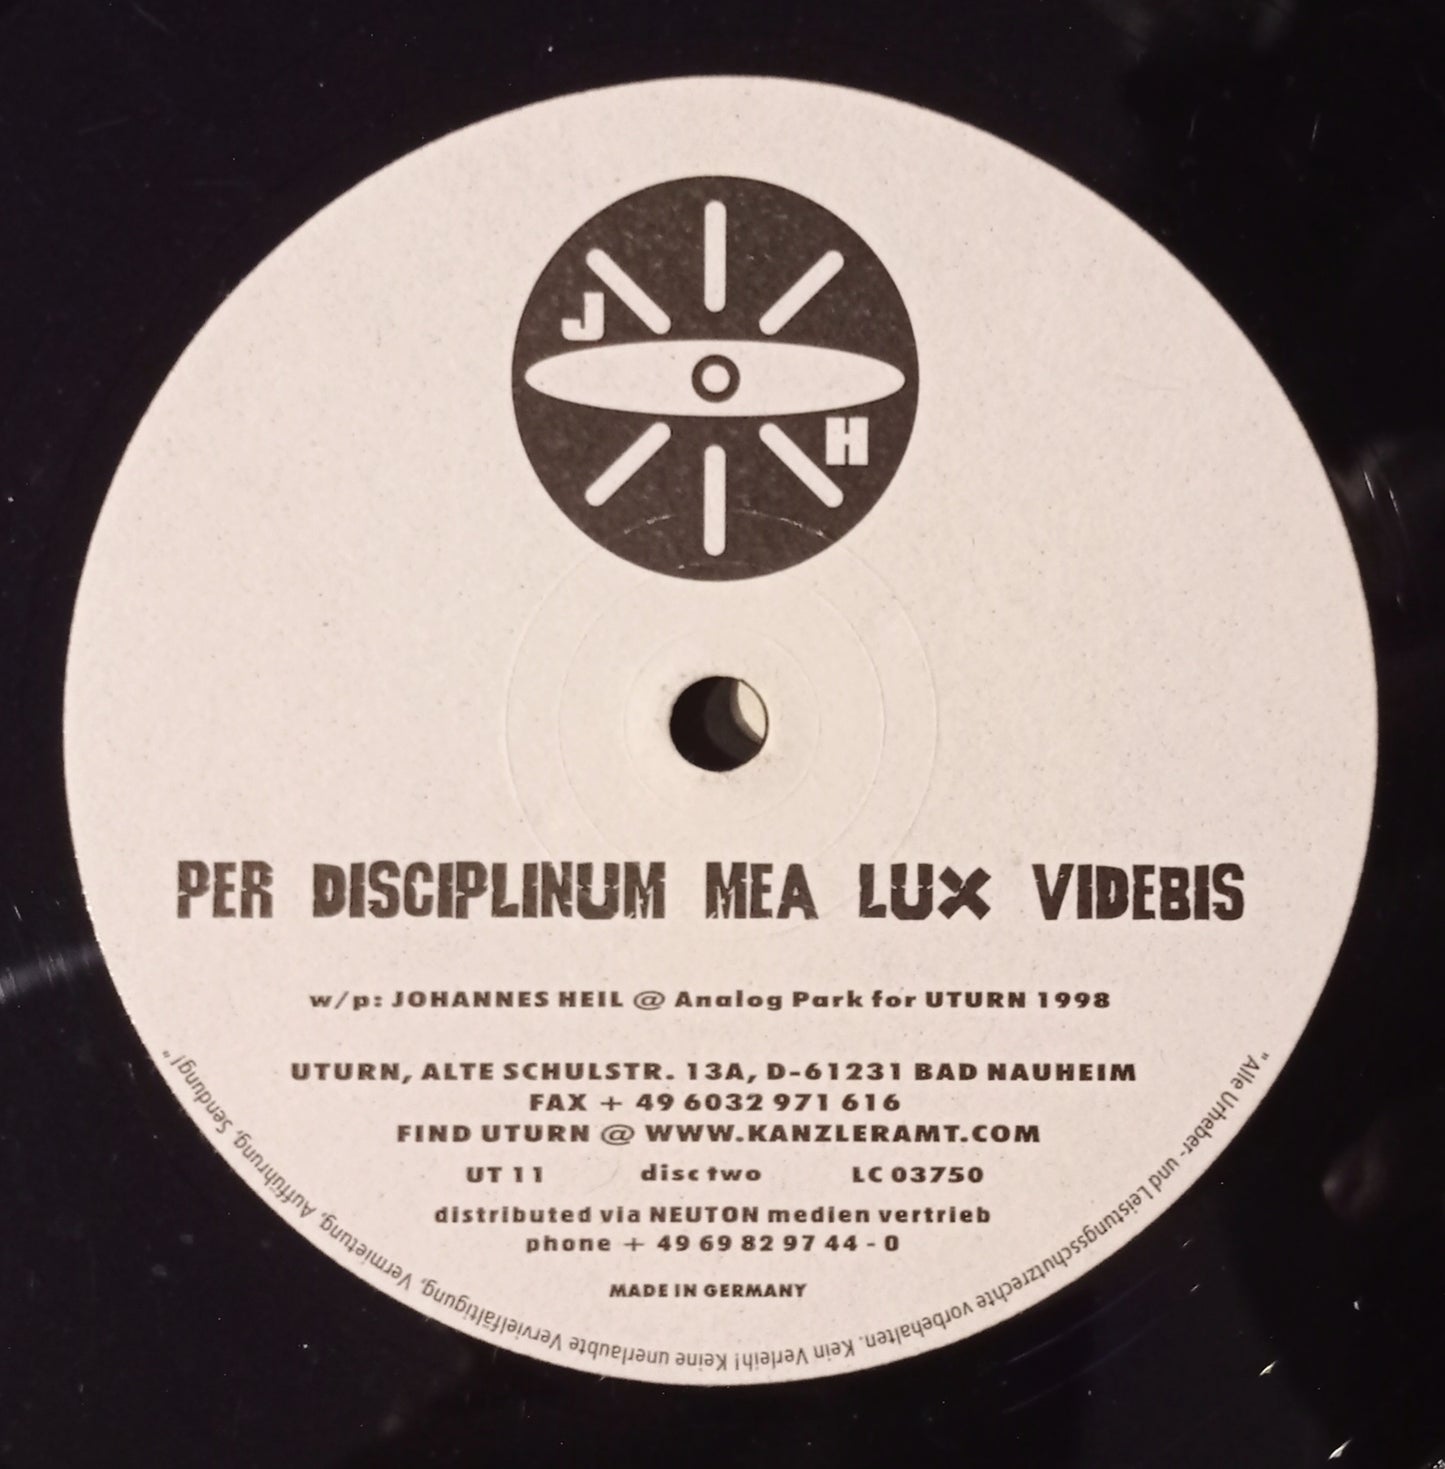 J
H
PER DISCIPLINUM MEA LUX VIDEBIS
w/p: JOHANNES HEIL @ Analog Park for UTURN 1998
UTURN, ALTE SCHULSTR. 13A, D-61231 BAD NAUHEIM
FAX + 49 6032 971 616
FIND UTURN @ WWW.KANZLERAMT.COM
UT 11 disc two LC 03750
distributed via NEUTON medien vertrieb
phone + 49 69 82 97 44 - 0
MADE IN GERMANY
"Alle Urheber- und Leistungsschutzrechte vorbehalten. Kein Verleih! Keine unerlaubte Vervielfältigung, Vermietung, Aufführung, Sendung!"